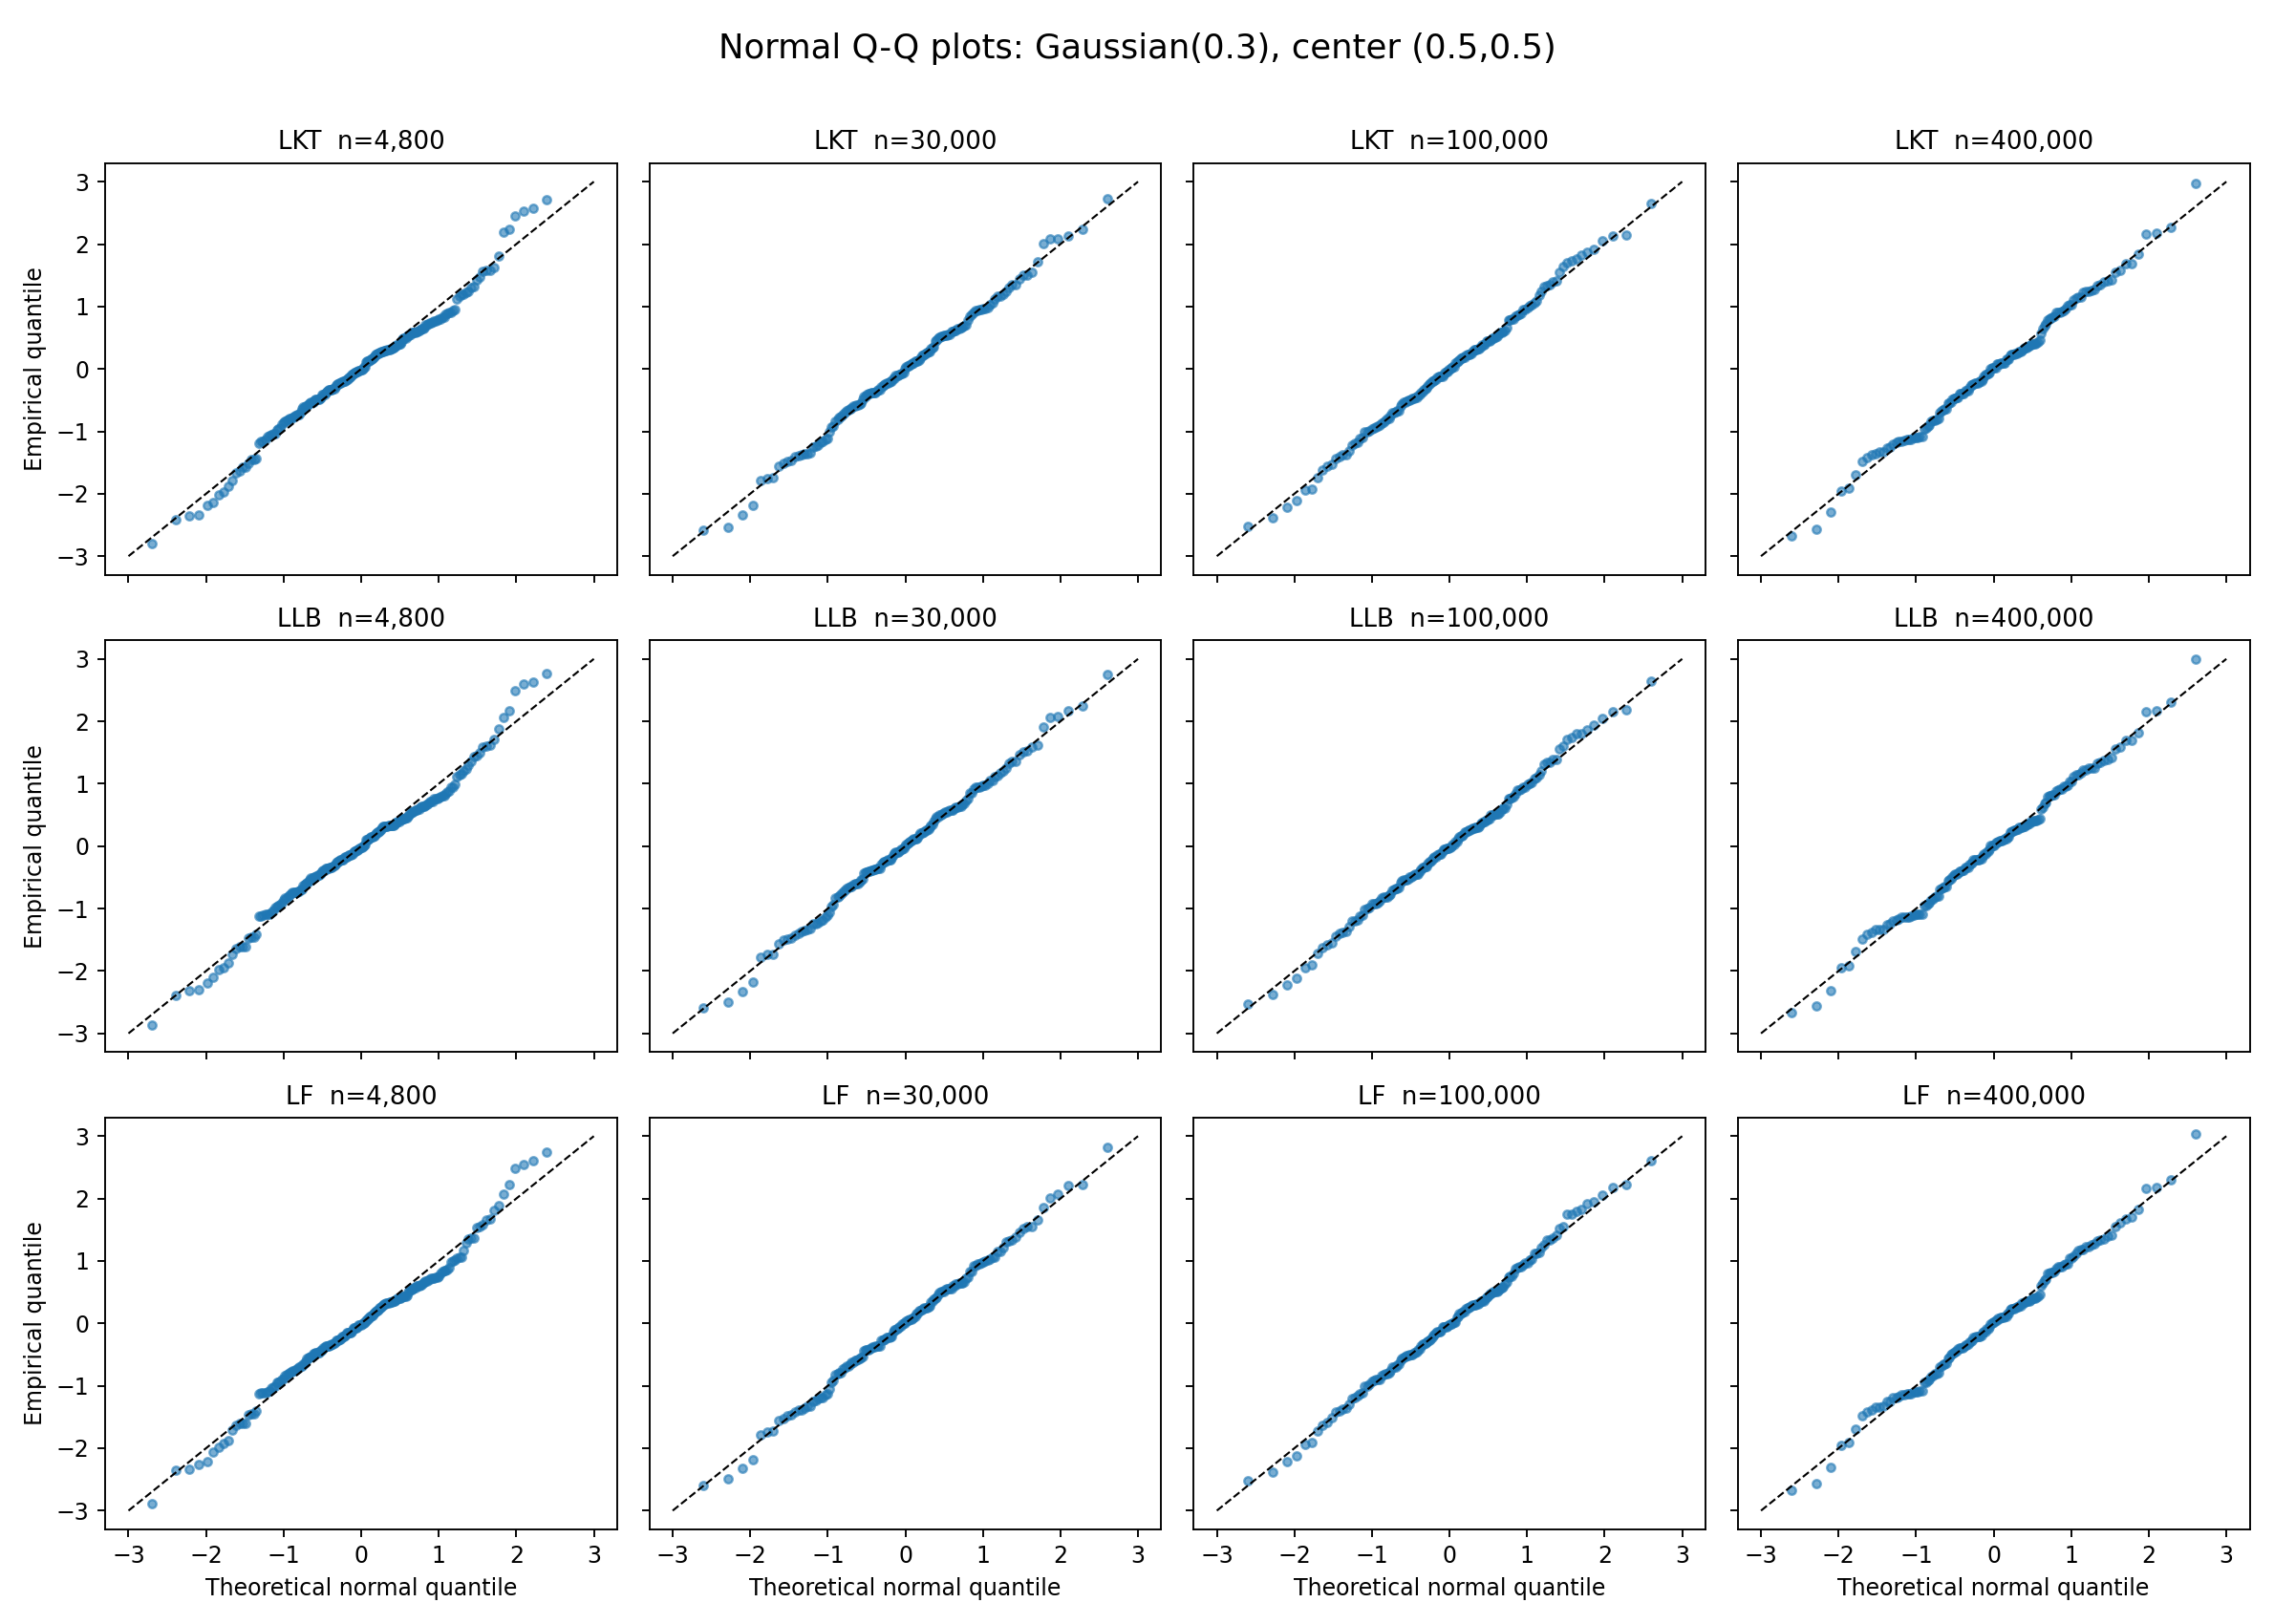 Normal Q-Q plots: Gaussian(0.3), center (0.5,0.5)
LKT n=4,800
LKT n=30,000
LKT n=100,000
LKT n=400,000
3
2
1
0
−1
−2
−3
Empirical quantile
LLB n=4,800
LLB n=30,000
LLB n=100,000
LLB n=400,000
3
2
1
0
−1
−2
−3
Empirical quantile
LF n=4,800
LF n=30,000
LF n=100,000
LF n=400,000
3
2
1
0
−1
−2
−3
Empirical quantile
−3 −2 −1 0 1 2 3
−3 −2 −1 0 1 2 3
−3 −2 −1 0 1 2 3
−3 −2 −1 0 1 2 3
Theoretical normal quantile
Theoretical normal quantile
Theoretical normal quantile
Theoretical normal quantile